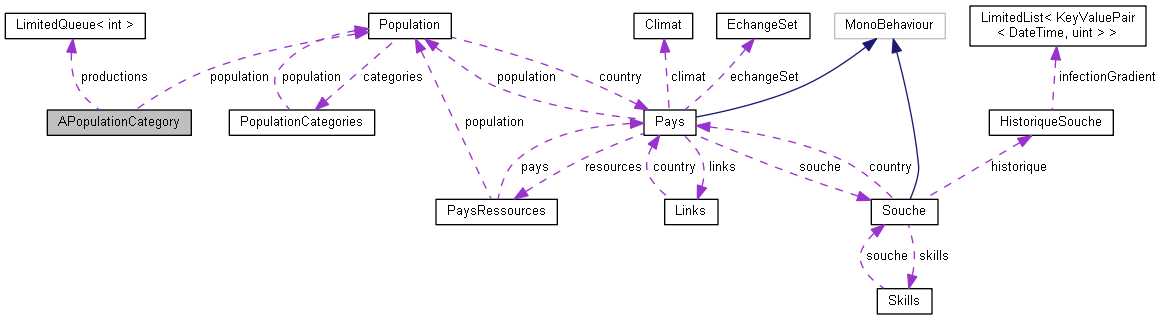 LimitedQueue< int >
Population
Climat
EchangeSet
MonoBehaviour
LimitedList< KeyValuePair
< DateTime, uint > >
productions
population
population
categories
population
country
climat
echangeSet
infectionGradient
APopulationCategory
PopulationCategories
population
Pays
HistoriqueSouche
pays
resources
country
links
souche
country
historique
PaysRessources
Links
Souche
souche
skills
Skills